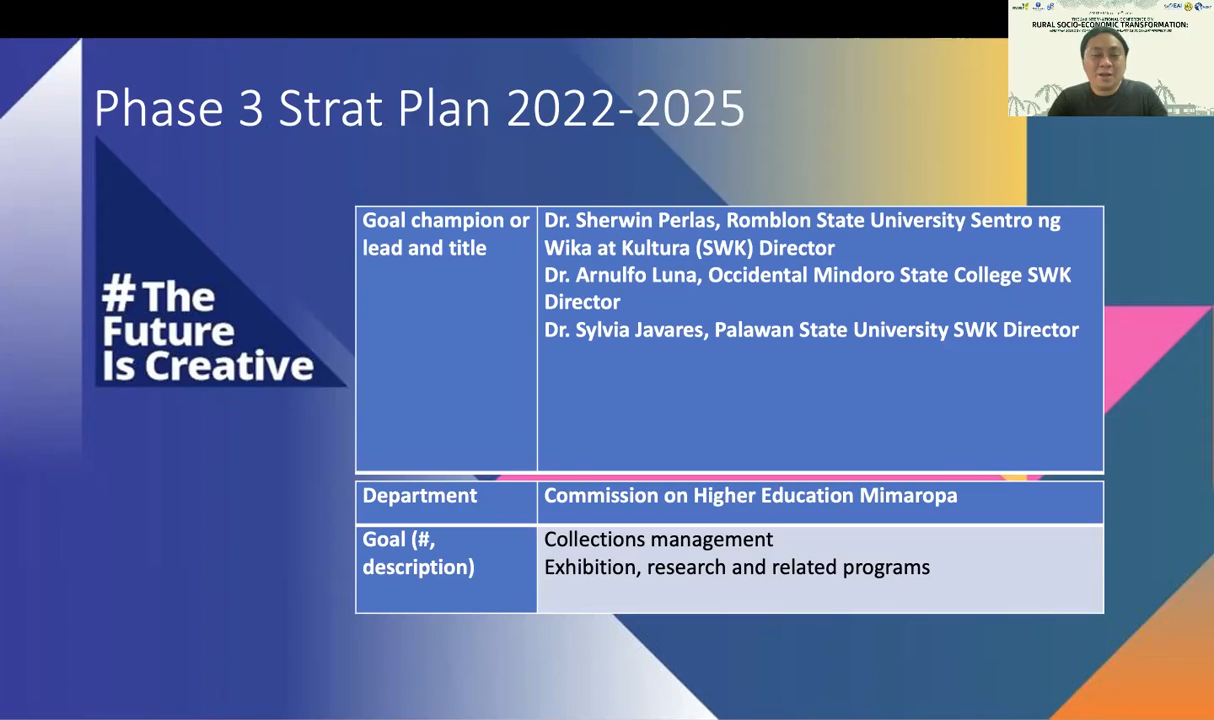 RURAL SOCIO-ECONOMIC TRANSFORMATION:
Phase 3 Strat Plan 2022-2025
# The
Future
Is Creative
Goal champion or
lead and title
Dr. Sherwin Perlas, Romblon State University Sentro ng
Wika at Kultura (SWK) Director
Dr. Arnulfo Luna, Occidental Mindoro State College SWK
Director
Dr. Sylvia Javares, Palawan State University SWK Director
Department
Commission on Higher Education Mimaropa
Goal (#,
description)
Collections management
Exhibition, research and related programs